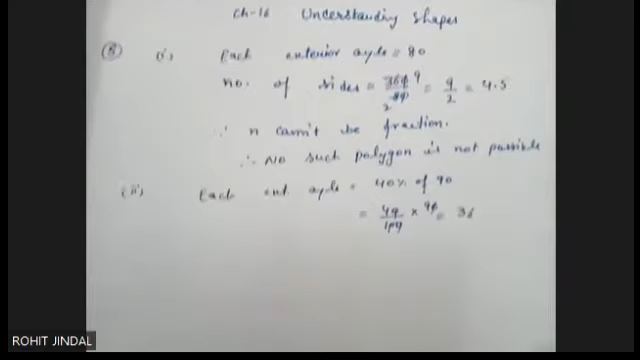 Ch-16 Understanding Shapes
(8) (i) Each exterior angle = 80
no. of sides = 360 9 / 80 2 = 9/2 = 4.5
∴ n can't be fraction.
∴ No such polygon is not possible
(ii) Each ext angle = 40% of 90
= 40/100 × 90 = 36
ROHIT JINDAL